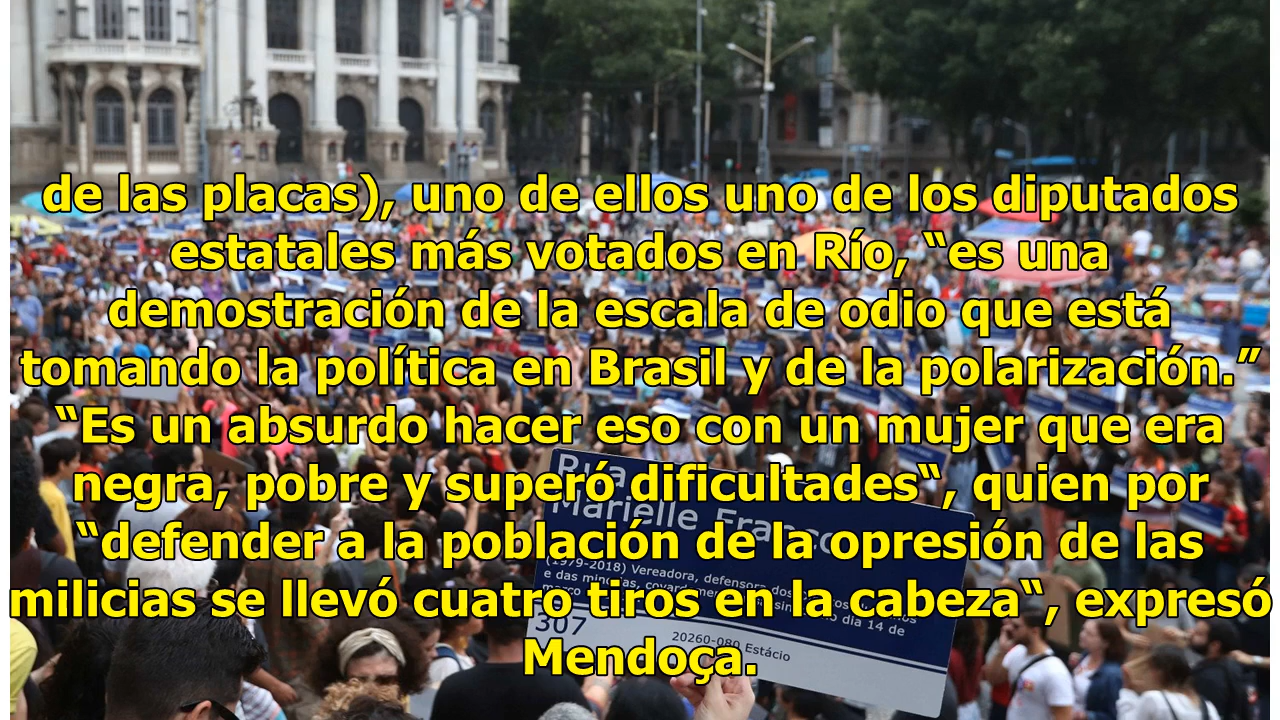 de las placas), uno de ellos uno de los diputados
estatales más votados en Río, “es una
demostración de la escala de odio que está
tomando la política en Brasil y de la polarización.”
“Es un absurdo hacer eso con un mujer que era
negra, pobre y superó dificultades“, quien por
“defender a la población de la opresión de las
milicias se llevó cuatro tiros en la cabeza“, expresó
Mendoça.
Rua
Marielle Franco
(1979-2018) Vereadora, defensora dos
e das
dia 14 de
307
20260-080 Estácio